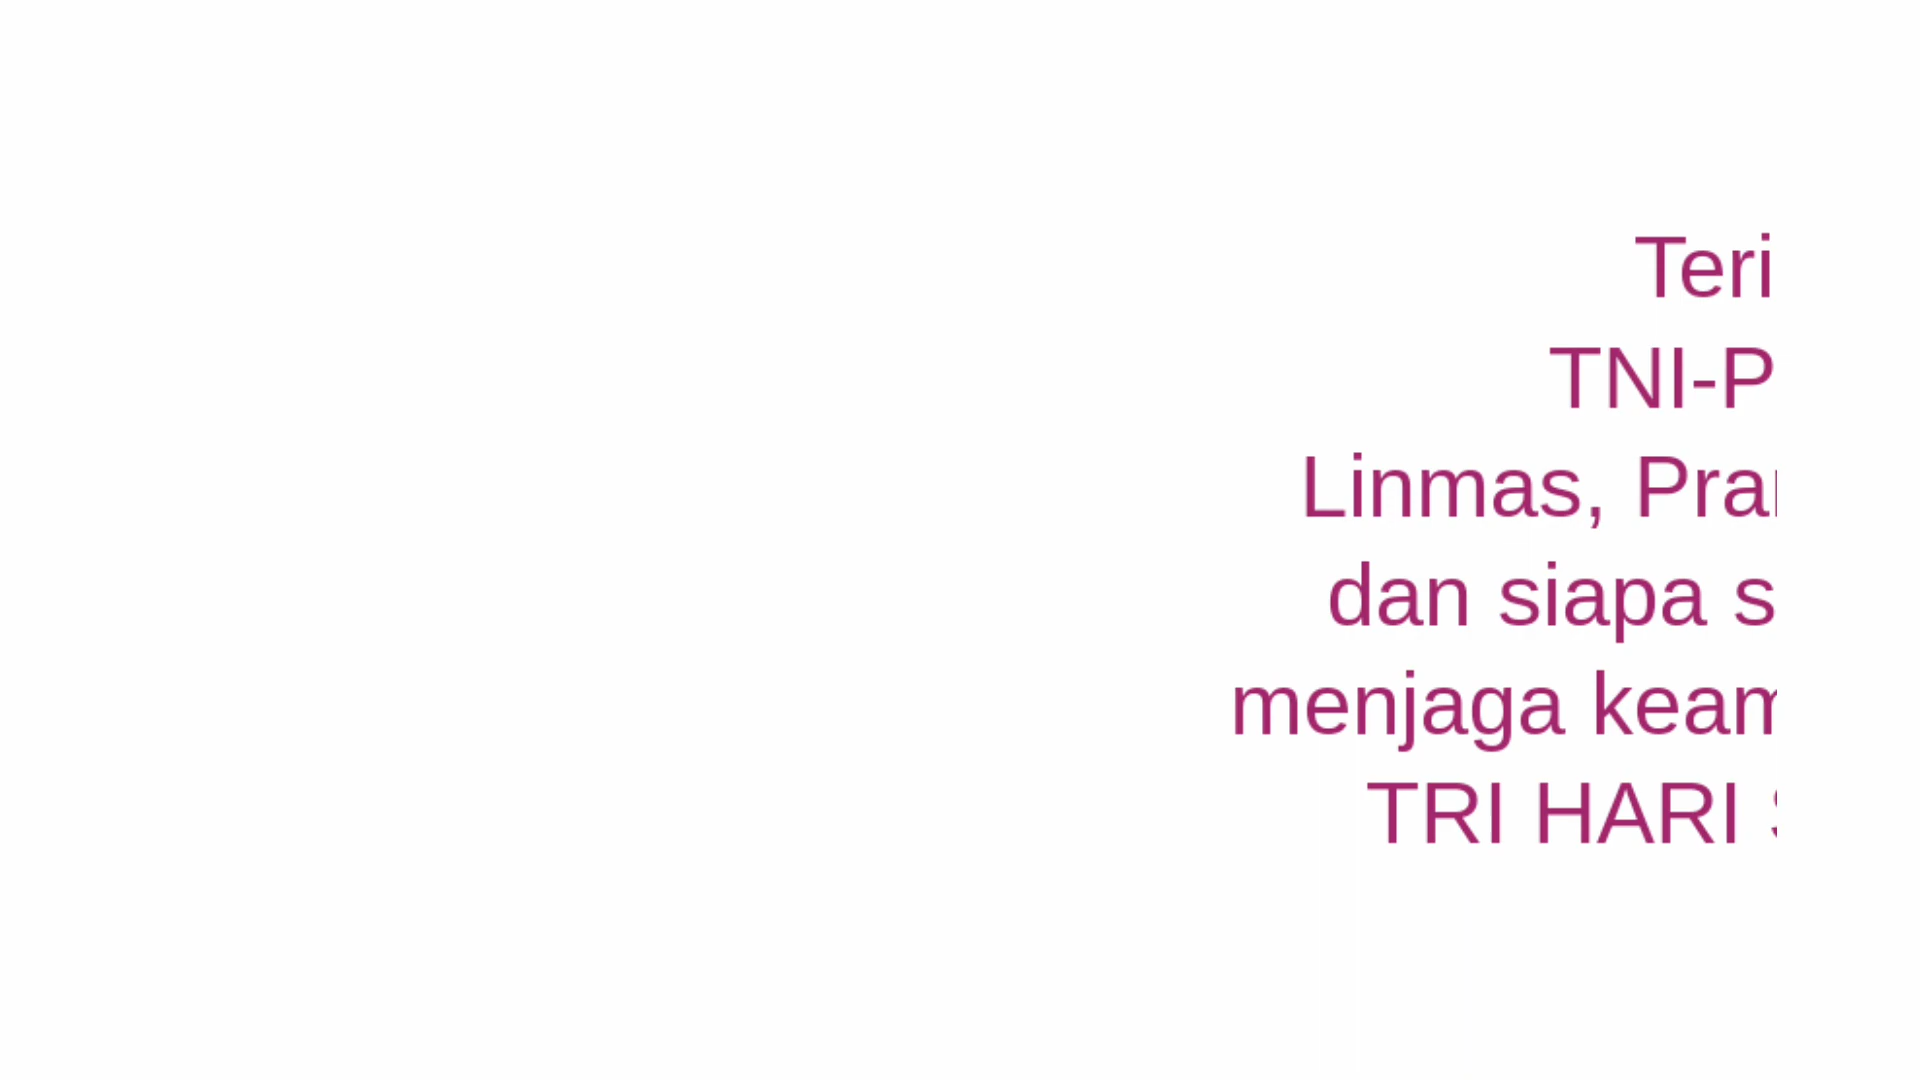 Teri
TNI-P
Linmas, Pra
dan siapa s
menjaga keam
TRI HARI